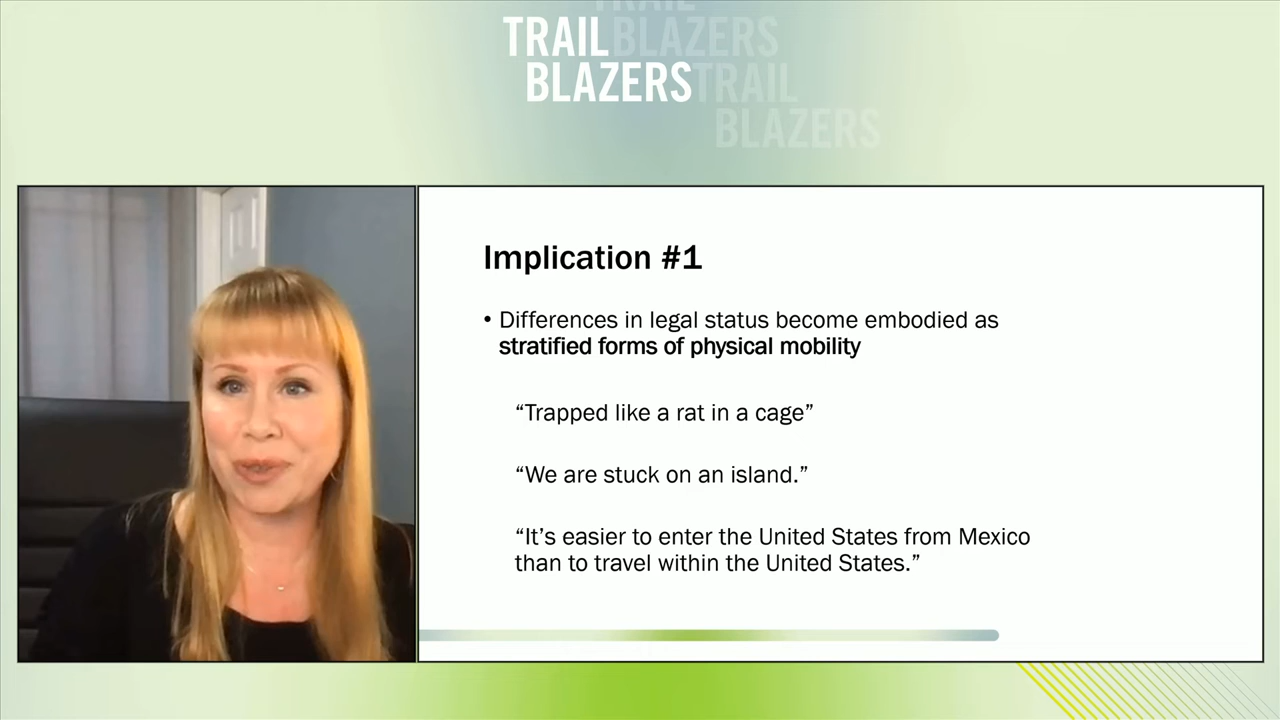 TRAIL
TRAILBLAZERS
BLAZERSTRAIL
BLAZERS
Implication #1
• Differences in legal status become embodied as
stratified forms of physical mobility
“Trapped like a rat in a cage”
“We are stuck on an island.”
“It’s easier to enter the United States from Mexico
than to travel within the United States.”